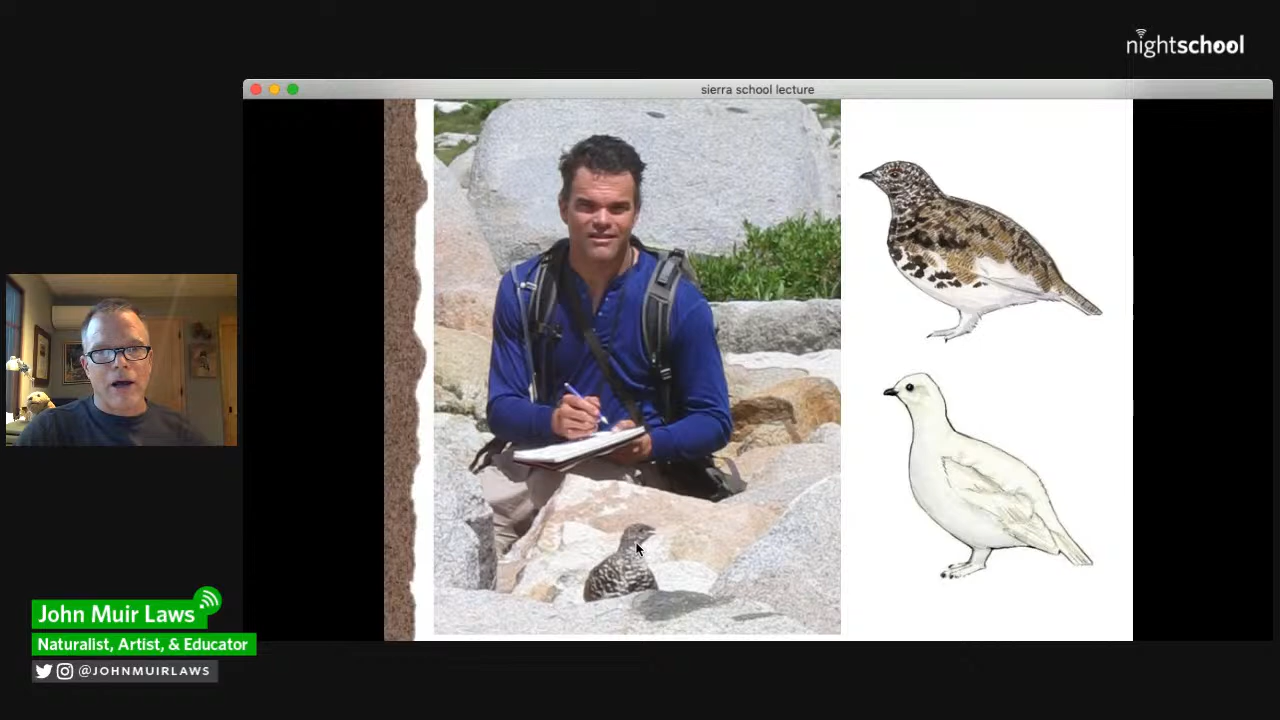 nightschool
sierra school lecture
John Muir Laws
Naturalist, Artist, & Educator
@JOHNMUIRLAWS